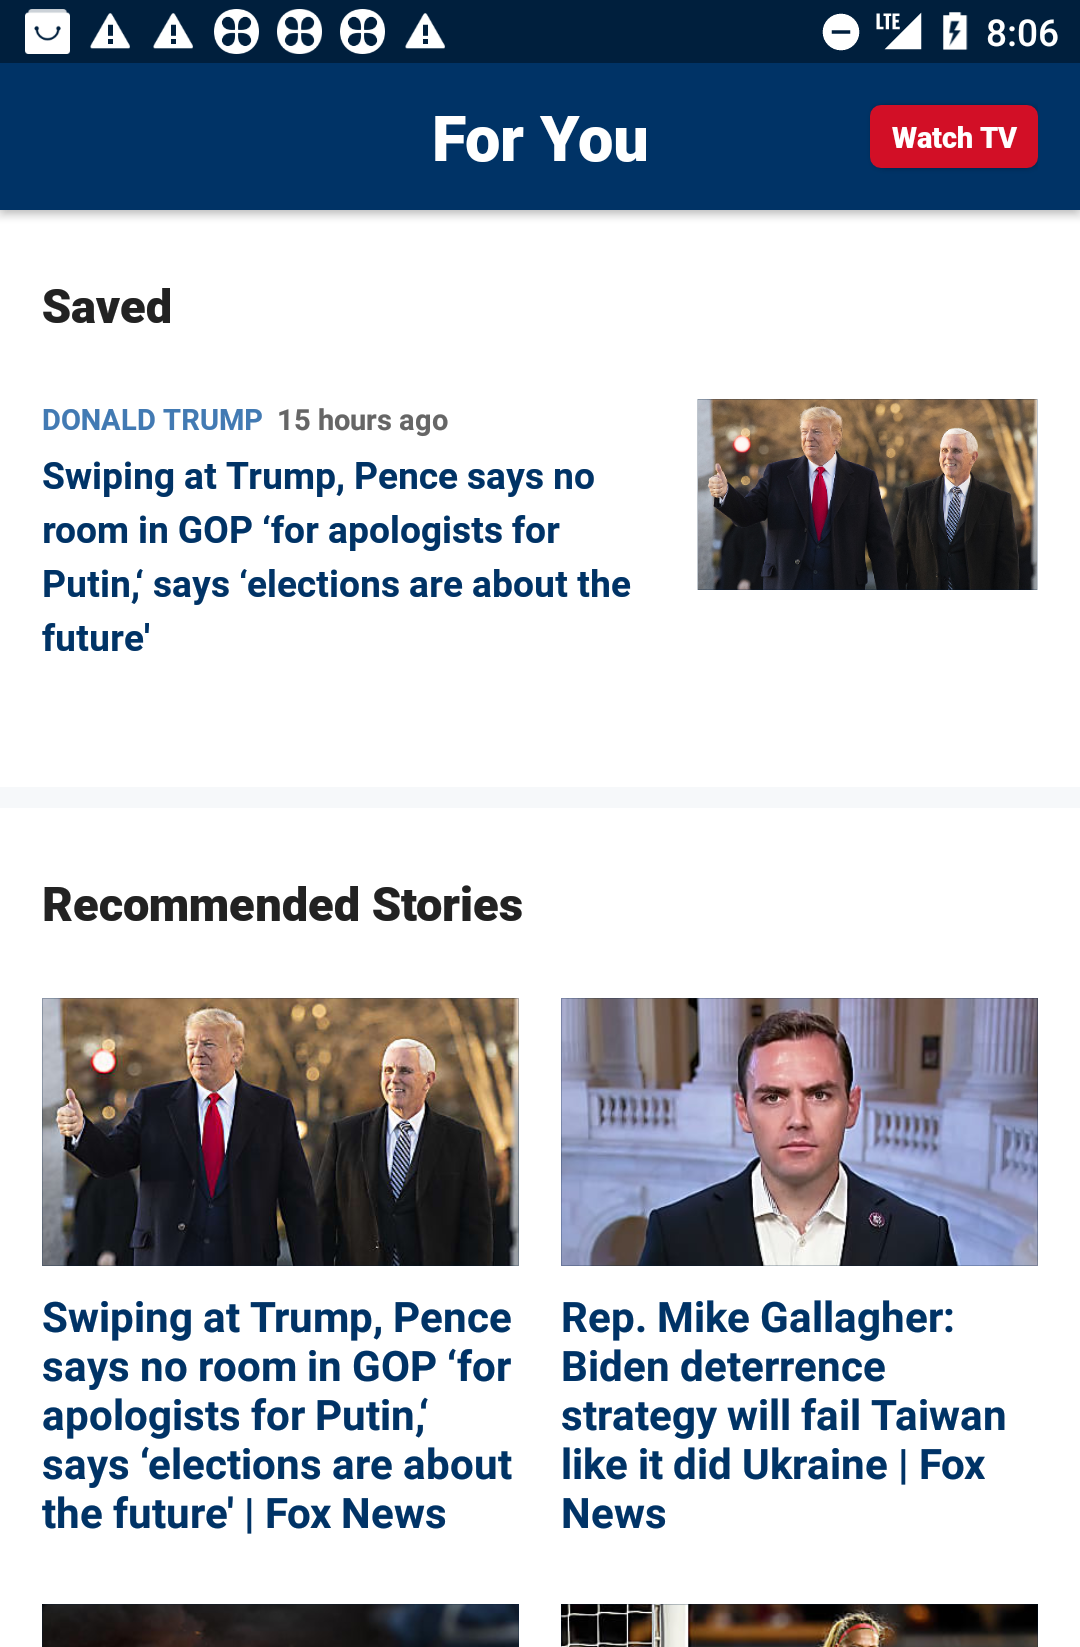 LTE 8:06
For You
Watch TV
Saved
DONALD TRUMP 15 hours ago
Swiping at Trump, Pence says no
room in GOP ‘for apologists for
Putin,‘ says ‘elections are about the
future'
Recommended Stories
Swiping at Trump, Pence
says no room in GOP ‘for
apologists for Putin,‘
says ‘elections are about
the future' | Fox News
Rep. Mike Gallagher:
Biden deterrence
strategy will fail Taiwan
like it did Ukraine | Fox
News